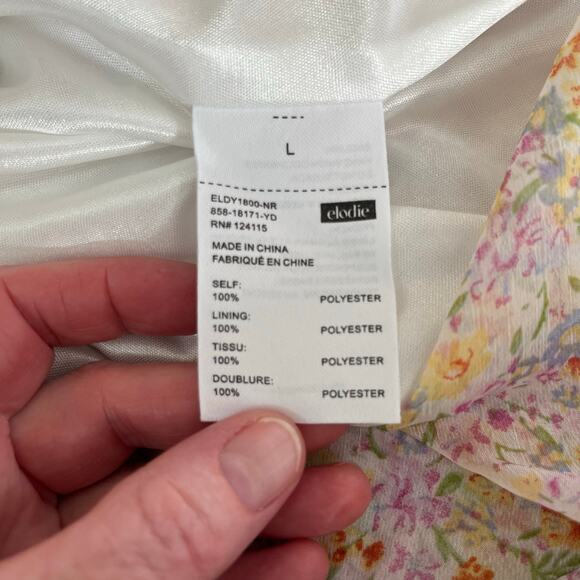 L
ELDY1800-NR
858-18171-YD
RN# 124115
elodie
MADE IN CHINA
FABRIQUÉ EN CHINE
SELF:
100% POLYESTER
LINING:
100% POLYESTER
TISSU:
100% POLYESTER
DOUBLURE:
100% POLYESTER